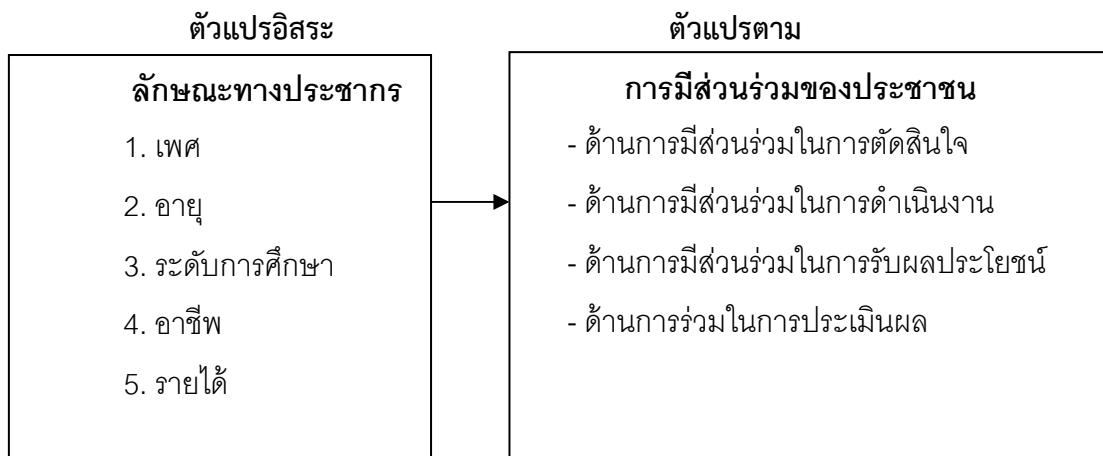 ตัวแปรอิสระ
ลักษณะทางประชากร
1. เพศ
2. อายุ
3. ระดับการศึกษา
4. อาชีพ
5. รายได้
ตัวแปรตาม
การมีส่วนร่วมของประชาชน
- ด้านการมีส่วนร่วมในการตัดสินใจ
- ด้านการมีส่วนร่วมในการดำเนินงาน
- ด้านการมีส่วนร่วมในการรับผลประโยชน์
- ด้านการร่วมในการประเมินผล